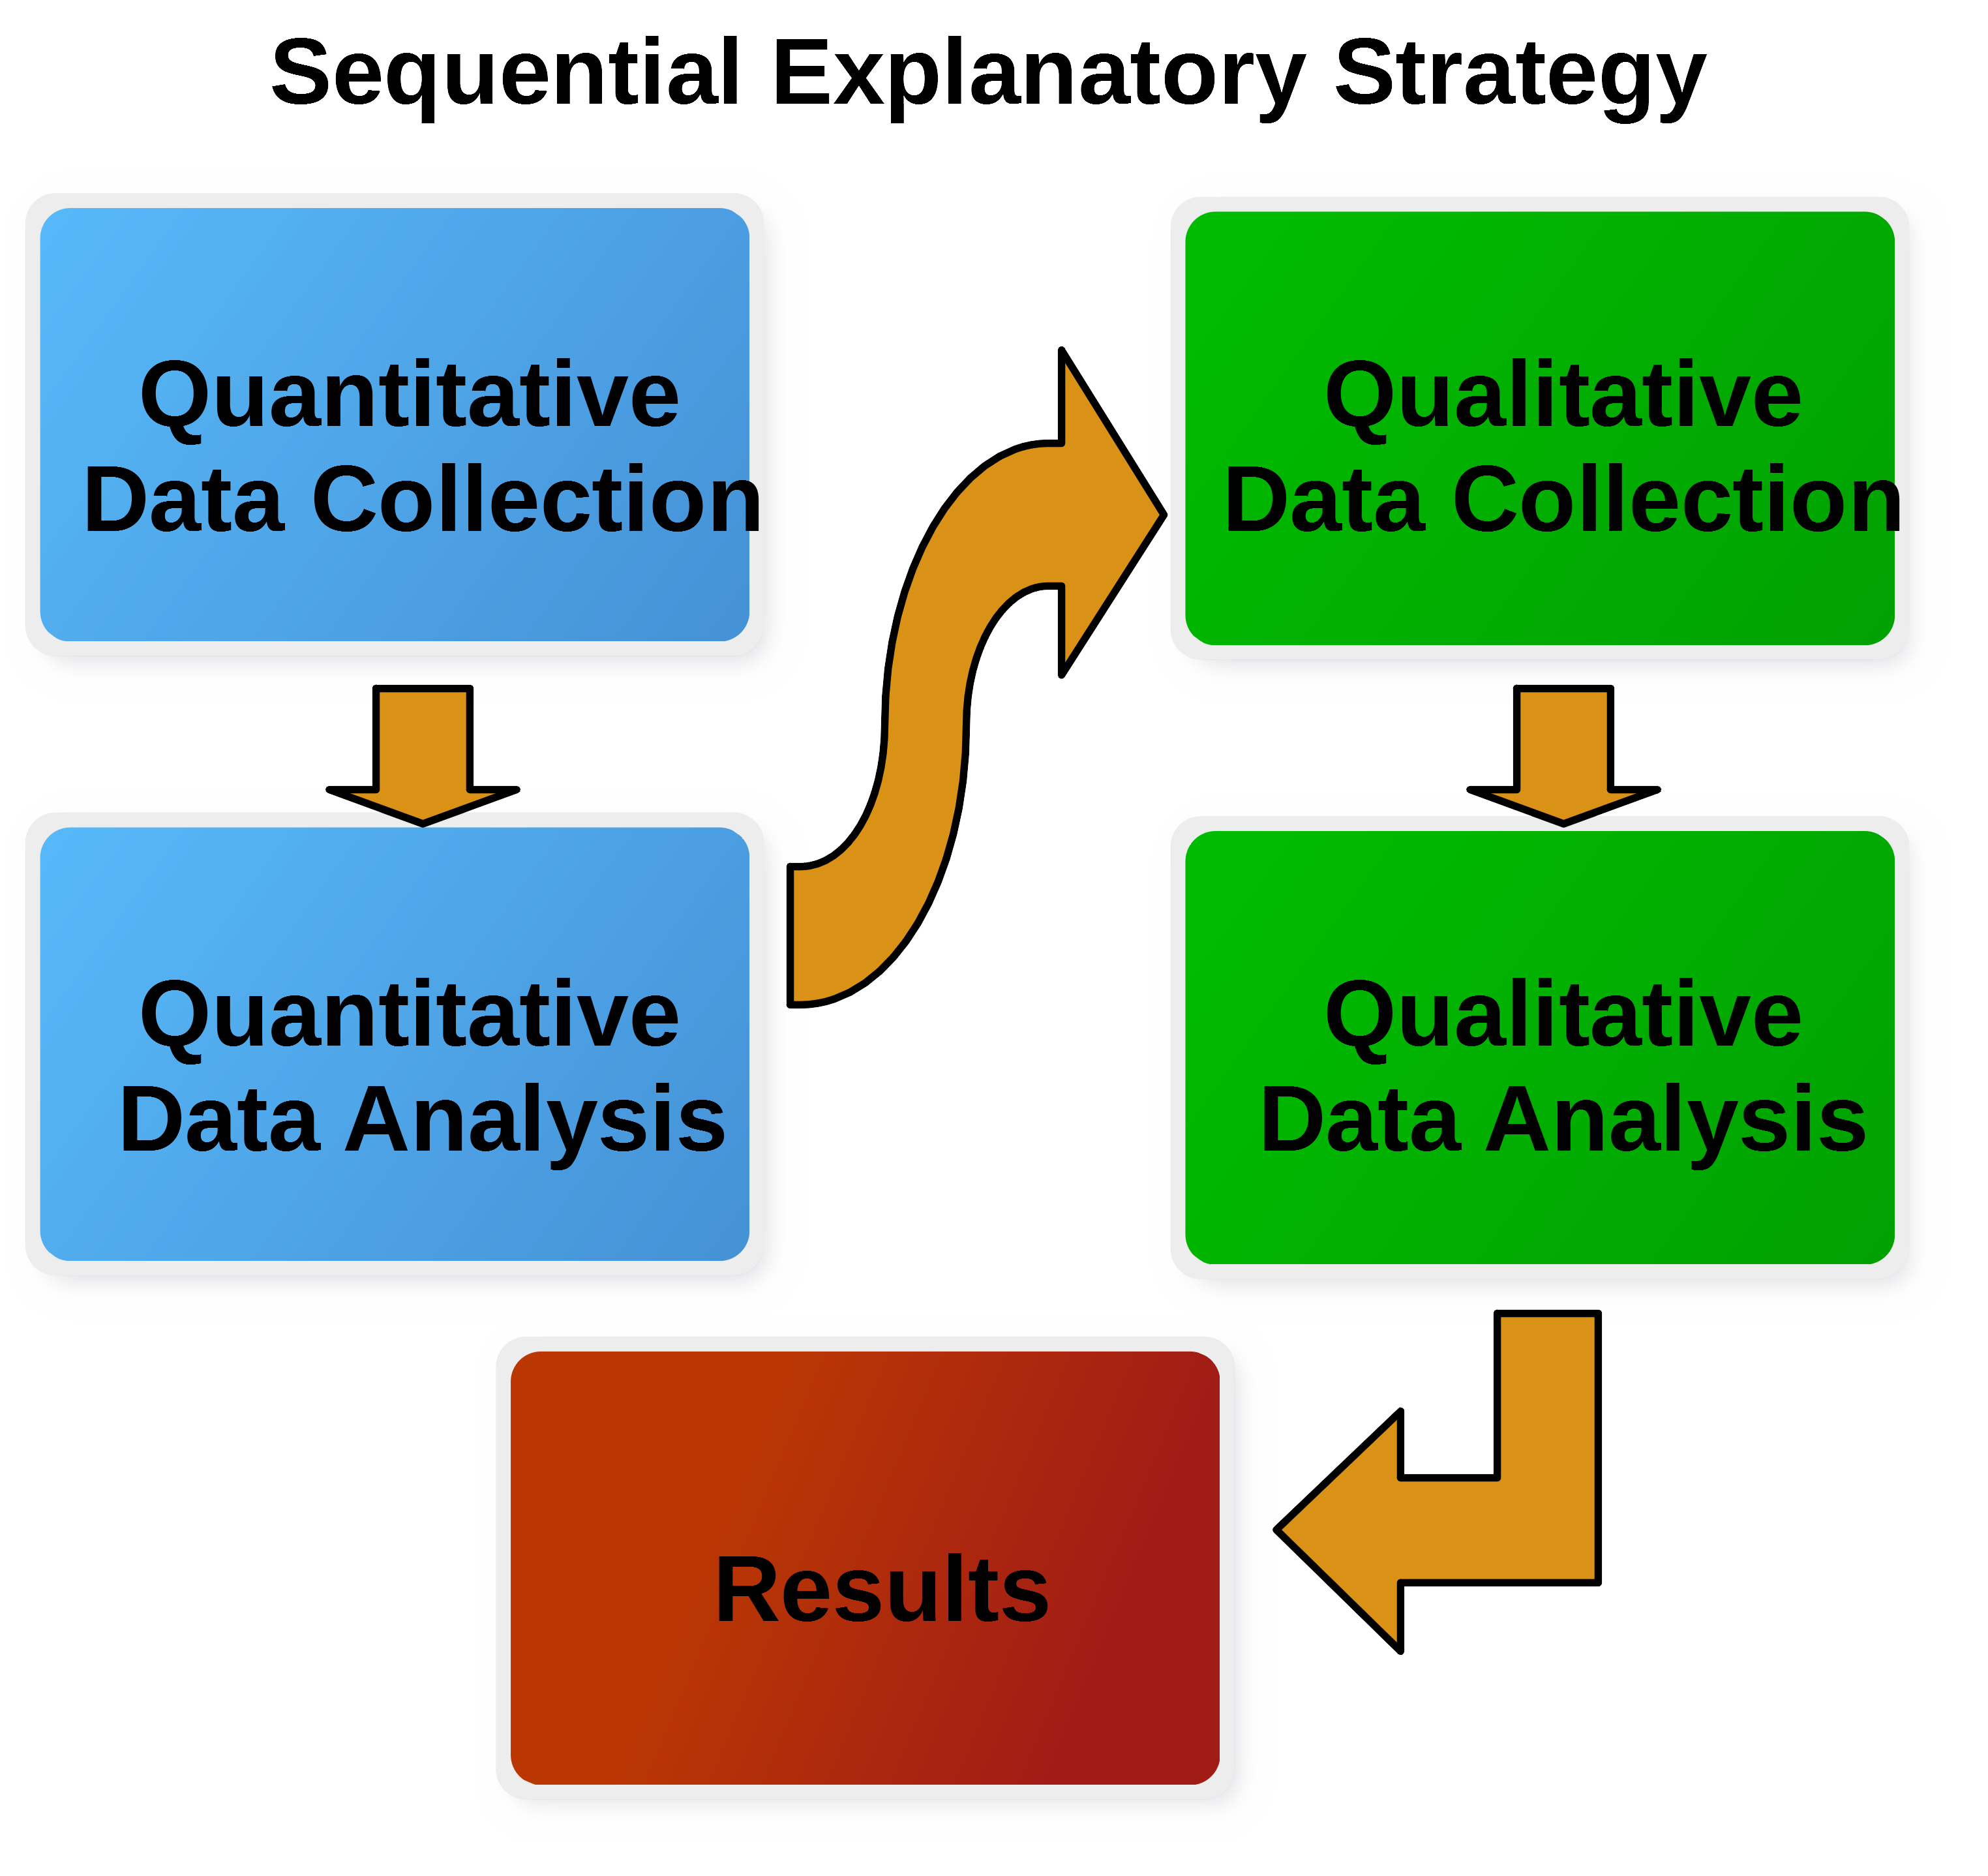 Sequential Explanatory Strategy
Quantitative
Data Collection
Qualitative
Data Collection
Quantitative
Data Analysis
Qualitative
Data Analysis
Results